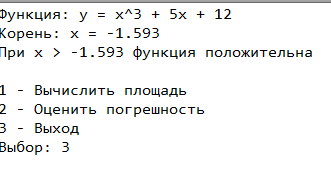 Функция: y = x^3 + 5x + 12
Корень: x = -1.593
При x > -1.593 функция положительна
1 - Вычислить площадь
2 - Оценить погрешность
3 - Выход
Выбор: 3